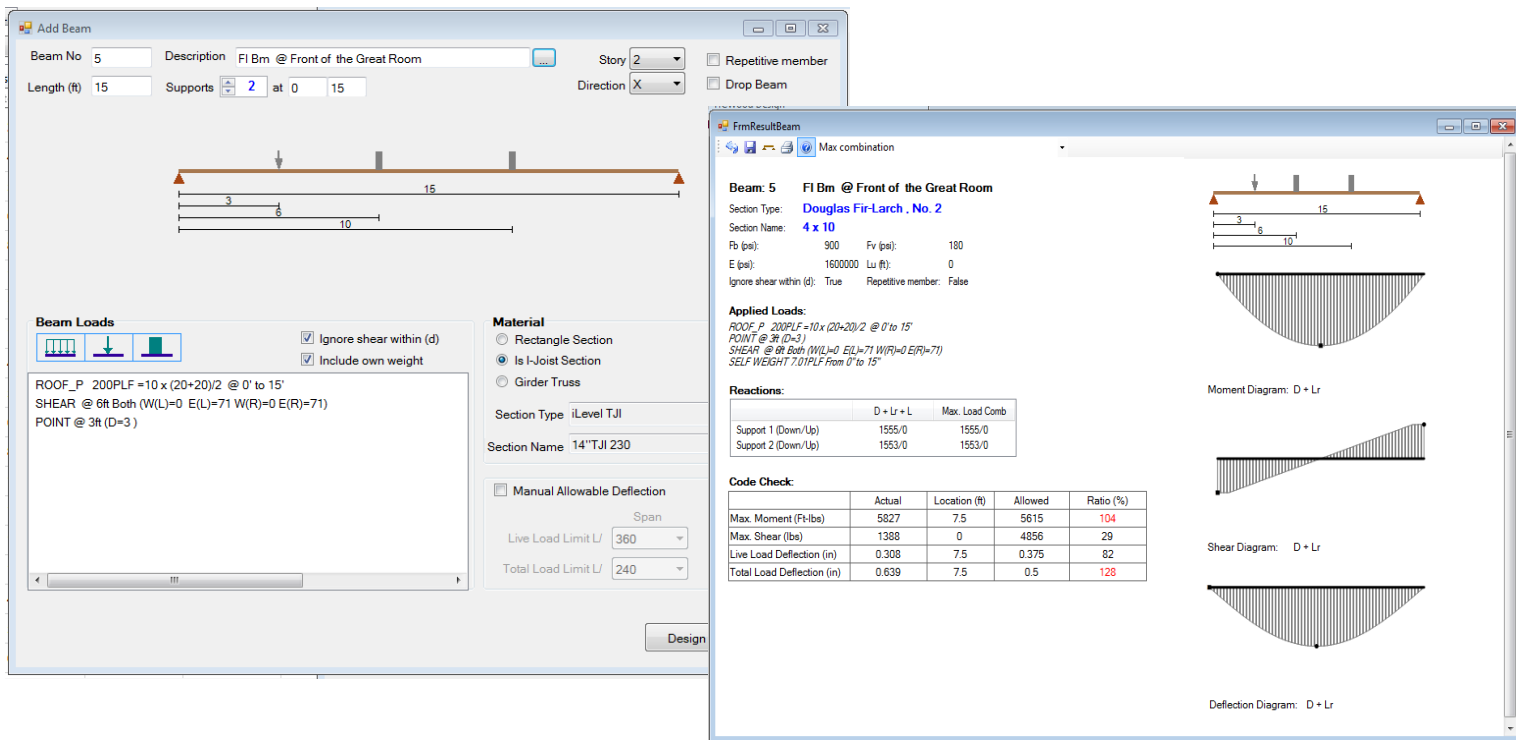 Add Beam
Beam No 5 Description Fl Bm @ Front of the Great Room ... Story 2 Repetitive member
Length (ft) 15 Supports 2 at 0 15 Direction X Drop Beam
15
3
6
10
Beam Loads
Ignore shear within (d)
Include own weight
ROOF_P 200PLF =10 x (20+20)/2 @ 0' to 15'
SHEAR @ 6ft Both (W(L)=0 E(L)=71 W(R)=0 E(R)=71)
POINT @ 3ft (D=3 )
Material
Rectangle Section
Is I-Joist Section
Girder Truss
Section Type iLevel TJI
Section Name 14"TJI 230
Manual Allowable Deflection
Span
Live Load Limit L/ 360
Total Load Limit L/ 240
Design
FrmResultBeam
Max combination
Beam: 5 Fl Bm @ Front of the Great Room
Section Type: Douglas Fir-Larch , No. 2
Section Name: 4 x 10
Fb (psi): 900 Fv (psi): 180
E (psi): 1600000 Lu (ft): 0
Ignore shear within (d): True Repetitive member: False
Applied Loads:
ROOF_P 200PLF =10 x (20+20)/2 @ 0' to 15'
POINT @ 3ft (D=3 )
SHEAR @ 6ft Both (W(L)=0 E(L)=71 W(R)=0 E(R)=71)
SELF WEIGHT 7.01PLF From 0" to 15"
Reactions:
D + Lr + L Max. Load Comb
Support 1 (Down/Up) 1555/0 1555/0
Support 2 (Down/Up) 1553/0 1553/0
Code Check:
Actual Location (ft) Allowed Ratio (%)
Max. Moment (Ft-lbs) 5827 7.5 5615 104
Max. Shear (lbs) 1388 0 4856 29
Live Load Deflection (in) 0.308 7.5 0.375 82
Total Load Deflection (in) 0.639 7.5 0.5 128
15
3
6
10
Moment Diagram: D + Lr
Shear Diagram: D + Lr
Deflection Diagram: D + Lr